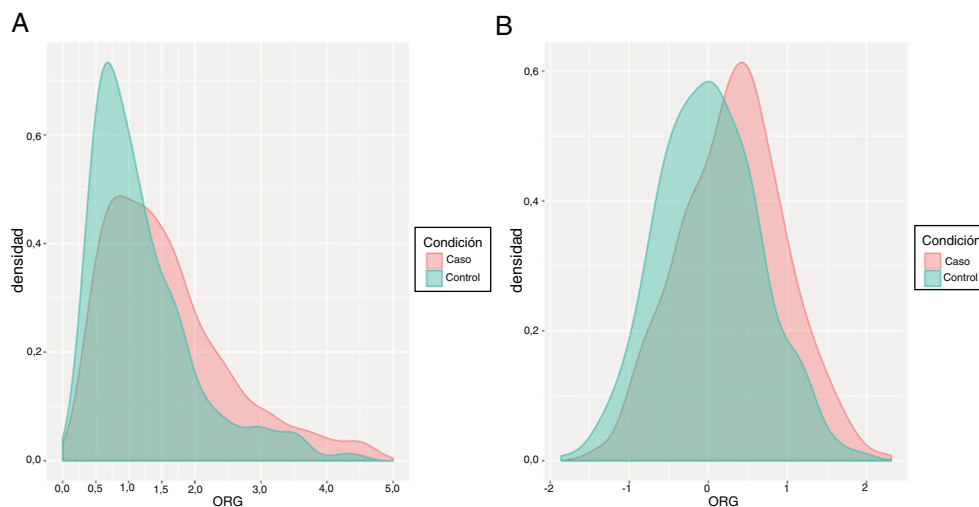 A
densidad
0,6
0,4
0,2
0,0
0,0 0,5 1,0 1,5 2,0 3,0 4,0 5,0
ORG
Condición
Caso
Control
B
densidad
0,6
0,4
0,2
0,0
-2 -1 0 1 2
ORG
Condición
Caso
Control